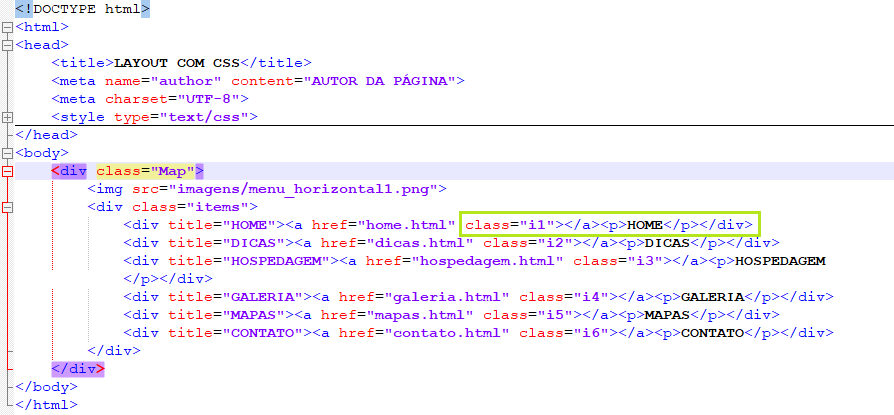 <!DOCTYPE html>
<html>
<head>
<title>LAYOUT COM CSS</title>
<meta name="author" content="AUTOR DA PÁGINA">
<meta charset="UTF-8">
<style type="text/css">
</head>
<body>
<div class="Map">
<img src="imagens/menu_horizontal1.png">
<div class="items">
<div title="HOME"><a href="home.html" class="i1"></a><p>HOME</p></div>
<div title="DICAS"><a href="dicas.html" class="i2"></a><p>DICAS</p></div>
<div title="HOSPEDAGEM"><a href="hospedagem.html" class="i3"></a><p>HOSPEDAGEM
</p></div>
<div title="GALERIA"><a href="galeria.html" class="i4"></a><p>GALERIA</p></div>
<div title="MAPAS"><a href="mapas.html" class="i5"></a><p>MAPAS</p></div>
<div title="CONTATO"><a href="contato.html" class="i6"></a><p>CONTATO</p></div>
</div>
</div>
</body>
</html>